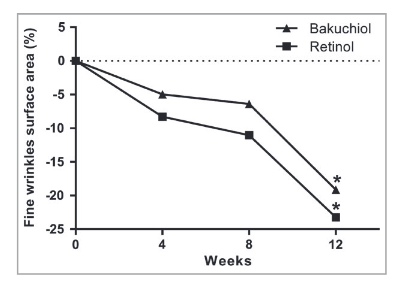 Bakuchiol
Retinol
Fine wrinkles surface area (%)
5
0
-5
-10
-15
-20
-25
*
*
0 4 8 12
Weeks